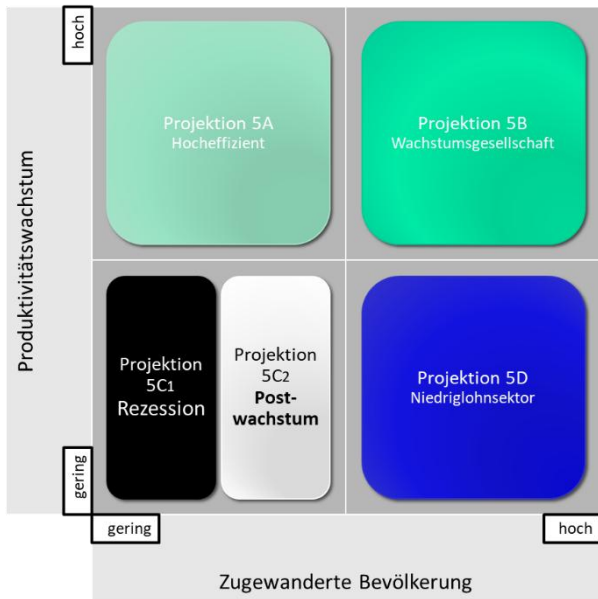 hoch
Projektion 5A
Hocheffizient
Projektion 5B
Wachstumsgesellschaft
Produktivitätswachstum
Projektion
5C1
Rezession
Projektion
5C2
Post-
wachstum
Projektion 5D
Niedriglohnsektor
gering
gering
hoch
Zugewanderte Bevölkerung